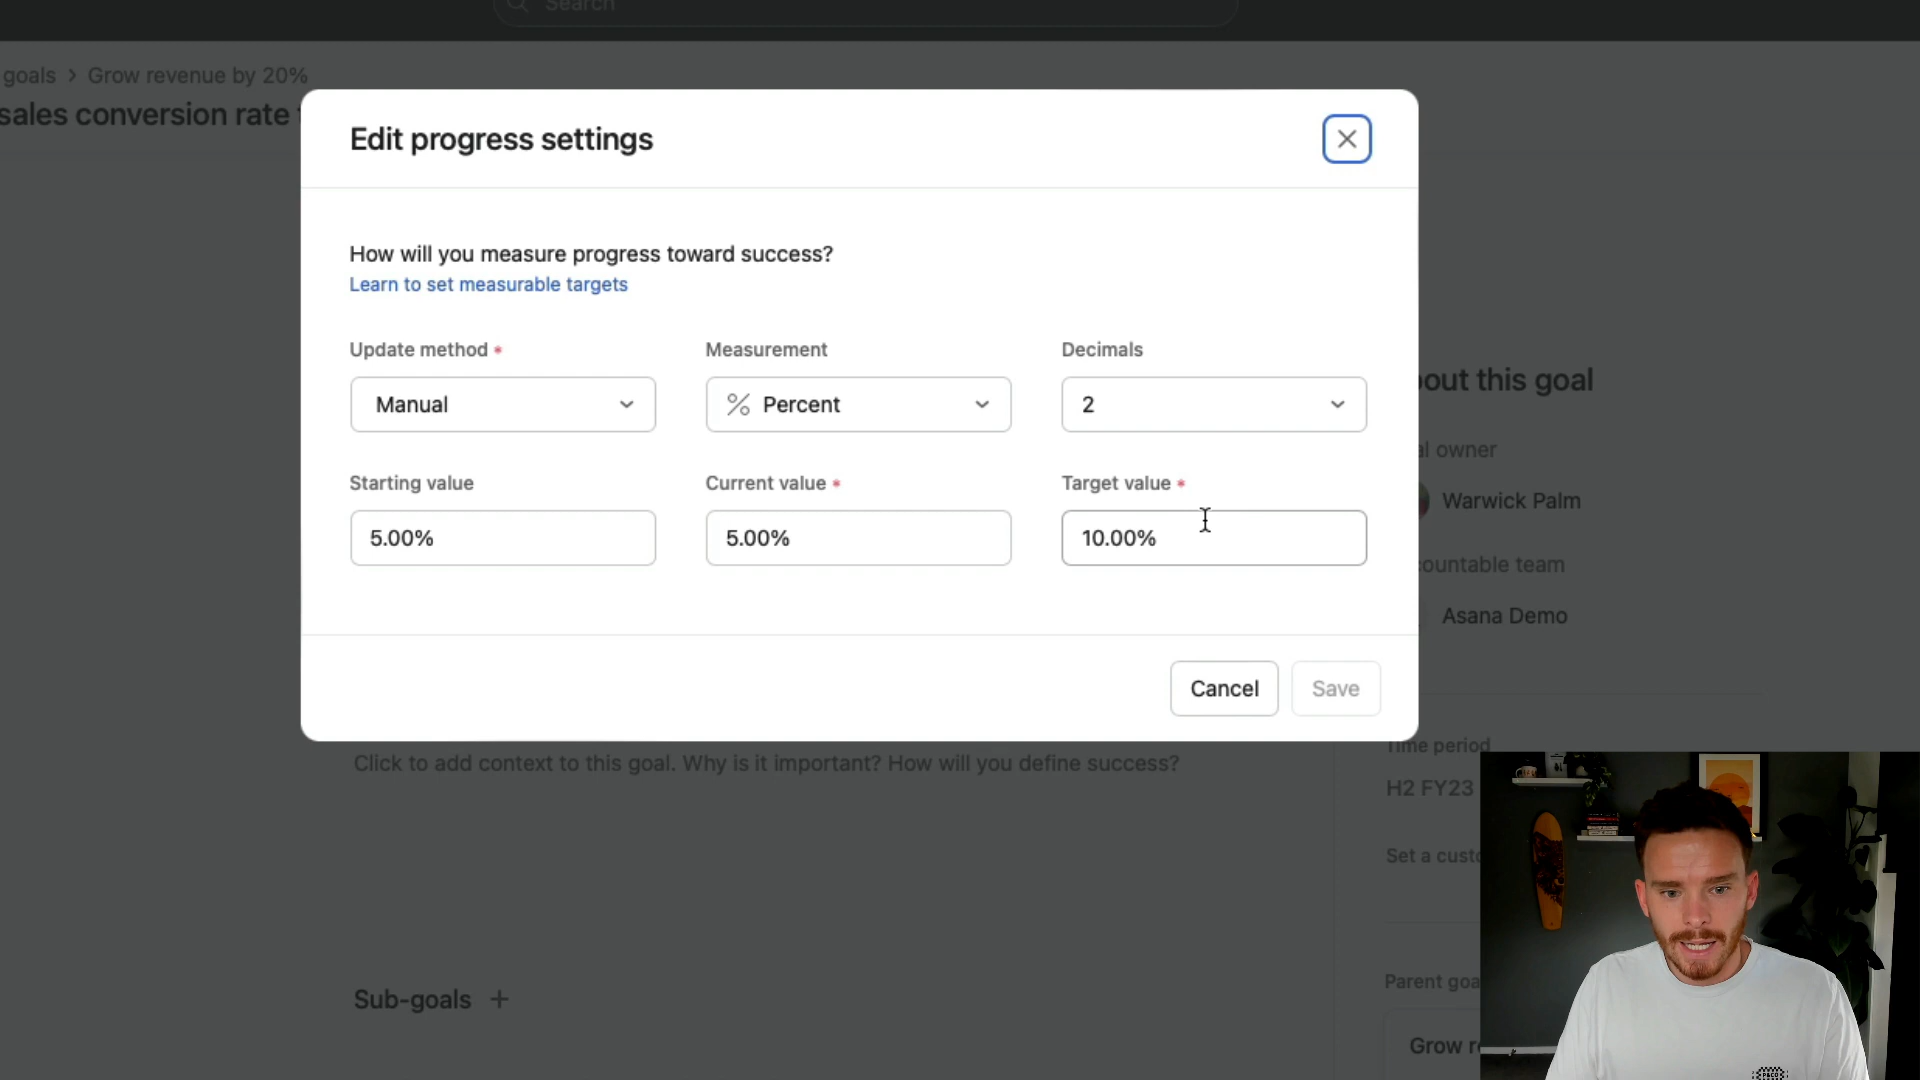 Search
goals > Grow revenue by 20%
sales conversion rate
Edit progress settings
How will you measure progress toward success?
Learn to set measurable targets
Update method *
Measurement
Decimals
Manual
% Percent
2
Starting value
Current value *
Target value *
5.00%
5.00%
10.00%
Cancel
Save
out this goal
owner
Warwick Palm
ountable team
Asana Demo
Time period
H2 FY23
Set a
Click to add context to this goal. Why is it important? How will you define success?
Sub-goals +
Parent
Grow